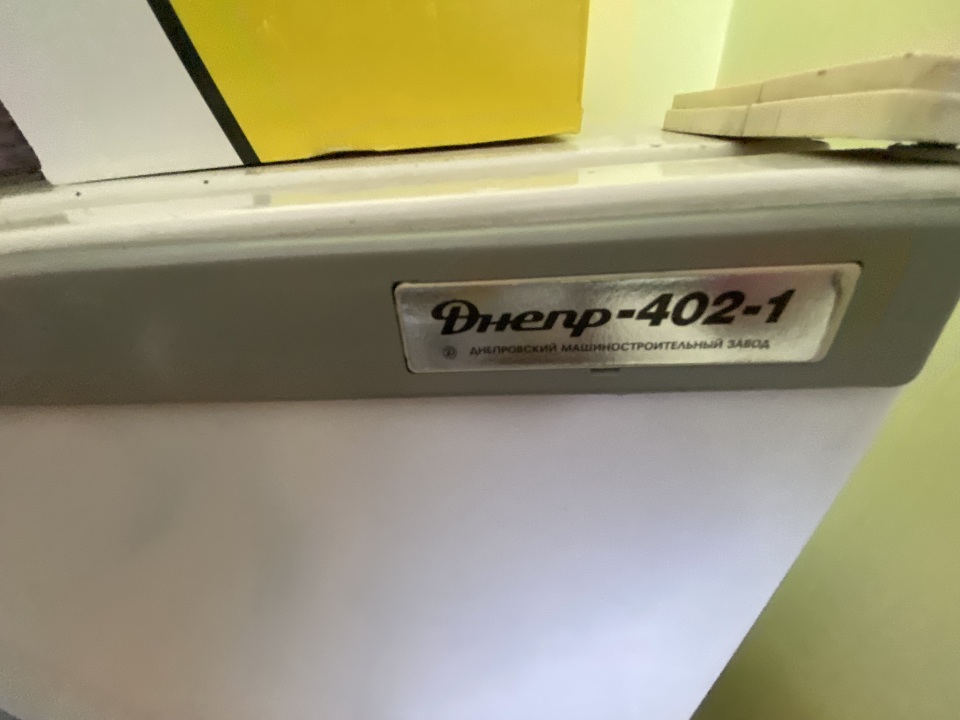 Днепр-402-1
ДНЕПРОВСКИЙ МАШИНОСТРОИТЕЛЬНЫЙ ЗАВОД